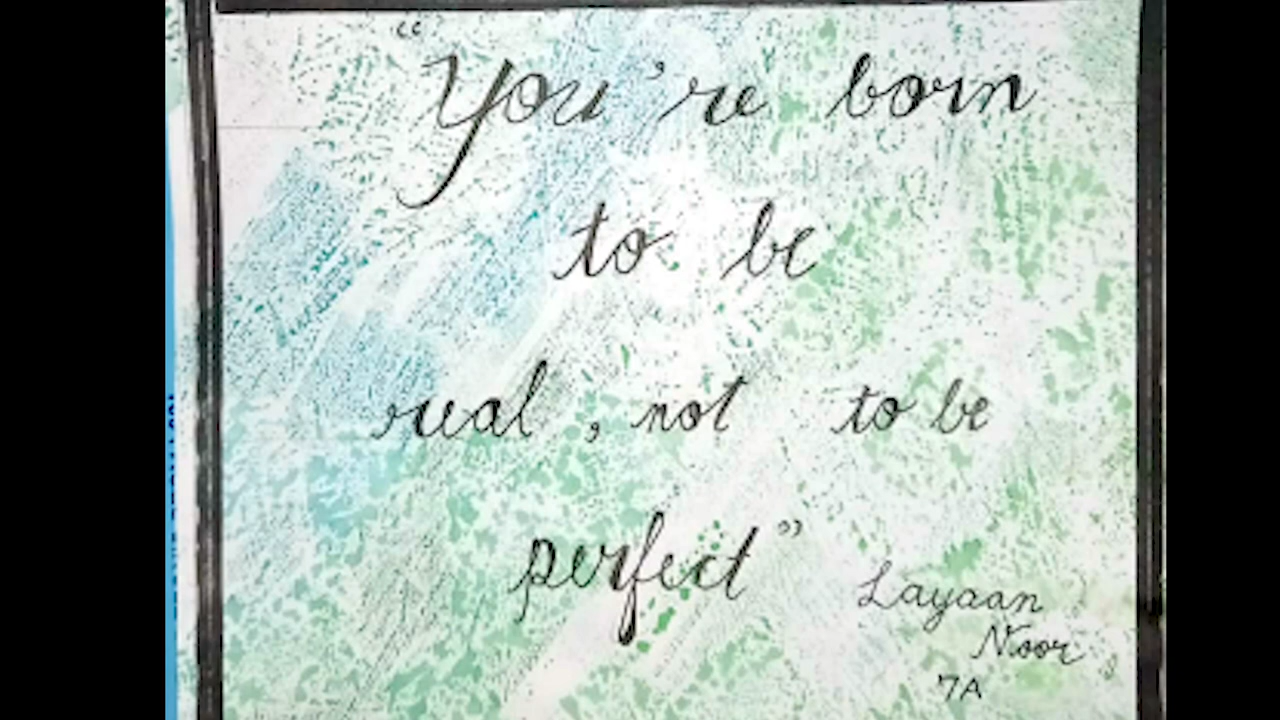 “You're born
to be
real, not to be
perfect”
Layaan
Noor
7A